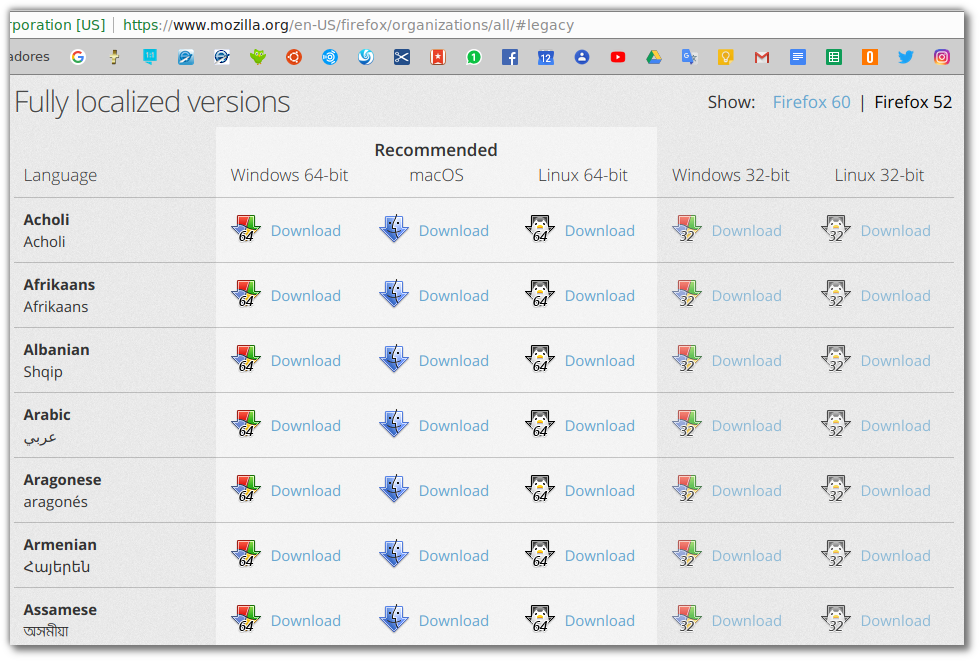 rporation [US] | https://www.mozilla.org/en-US/firefox/organizations/all/#legacy
adores
12
1
Fully localized versions
Show: Firefox 60 | Firefox 52
Recommended
Language Windows 64-bit macOS Linux 64-bit Windows 32-bit Linux 32-bit
Acholi
Acholi
64 Download Download 64 Download 32 Download 32 Download
Afrikaans
Afrikaans
64 Download Download 64 Download 32 Download 32 Download
Albanian
Shqip
64 Download Download 64 Download 32 Download 32 Download
Arabic
عربي
64 Download Download 64 Download 32 Download 32 Download
Aragonese
aragonés
64 Download Download 64 Download 32 Download 32 Download
Armenian
Հայերեն
64 Download Download 64 Download 32 Download 32 Download
Assamese
অসমীয়া
64 Download Download 64 Download 32 Download 32 Download